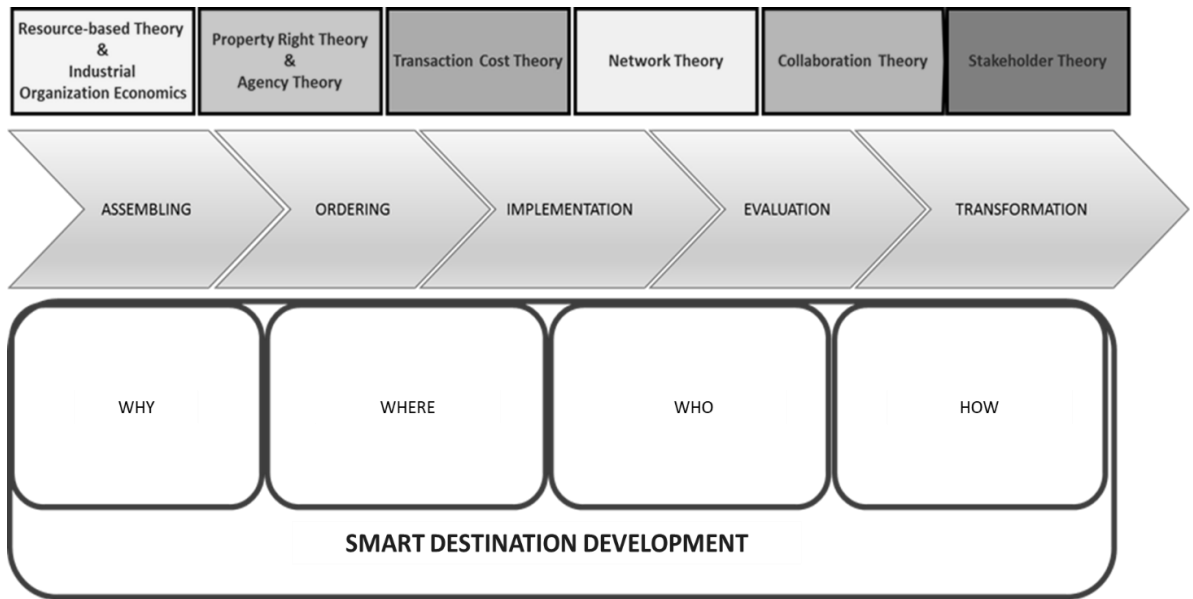 Resource-based Theory
&
Industrial
Organization Economics
Property Right Theory
&
Agency Theory
Transaction Cost Theory
Network Theory
Collaboration Theory
Stakeholder Theory
ASSEMBLING
ORDERING
IMPLEMENTATION
EVALUATION
TRANSFORMATION
WHY
WHERE
WHO
HOW
SMART DESTINATION DEVELOPMENT